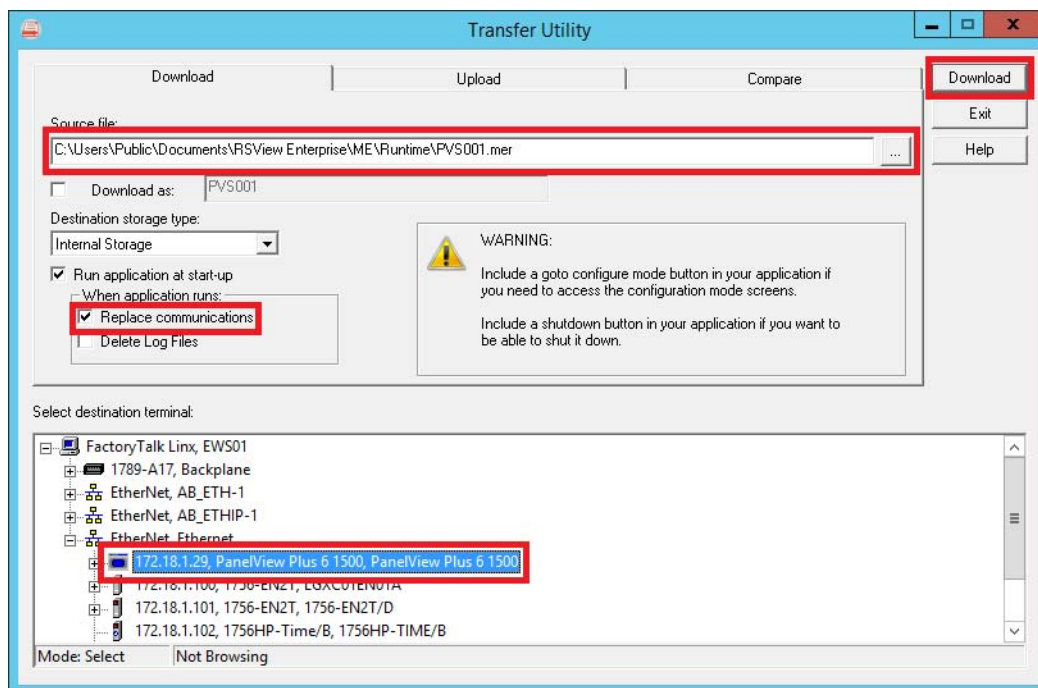 Transfer Utility
Download
Upload
Compare
Download
Exit
Help
Source file:
C:\Users\Public\Documents\RSView Enterprise\ME\Runtime\PVS001.mer
...
Download as:
PVS001
Destination storage type:
Internal Storage
Run application at start-up
When application runs:
Replace communications
Delete Log Files
WARNING:
Include a goto configure mode button in your application if
you need to access the configuration mode screens.
Include a shutdown button in your application if you want to
be able to shut it down.
Select destination terminal:
FactoryTalk Linx, EWS01
1789-A17, Backplane
EtherNet, AB_ETH-1
EtherNet, AB_ETHIP-1
EtherNet, Ethernet
172.18.1.29, PanelView Plus 6 1500, PanelView Plus 6 1500
172.18.1.100, 1756-EN2T, LGXC01EN01A
172.18.1.101, 1756-EN2T, 1756-EN2T/D
172.18.1.102, 1756HP-Time/B, 1756HP-TIME/B
Mode: Select
Not Browsing